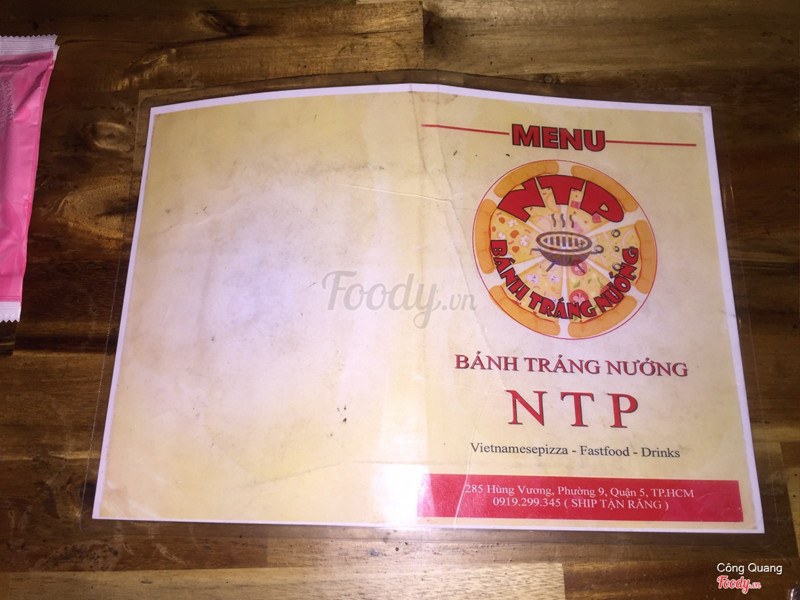 MENU
NTP
BÁNH TRÁNG NƯỚNG
BÁNH TRÁNG NƯỚNG
NTP
Vietnamesepizza - Fastfood - Drinks
285 Hùng Vương, Phường 9, Quận 5, TP.HCM
0919.299.345 ( SHIP TẬN RĂNG )
Foody.vn
Công Quang
Foody.vn